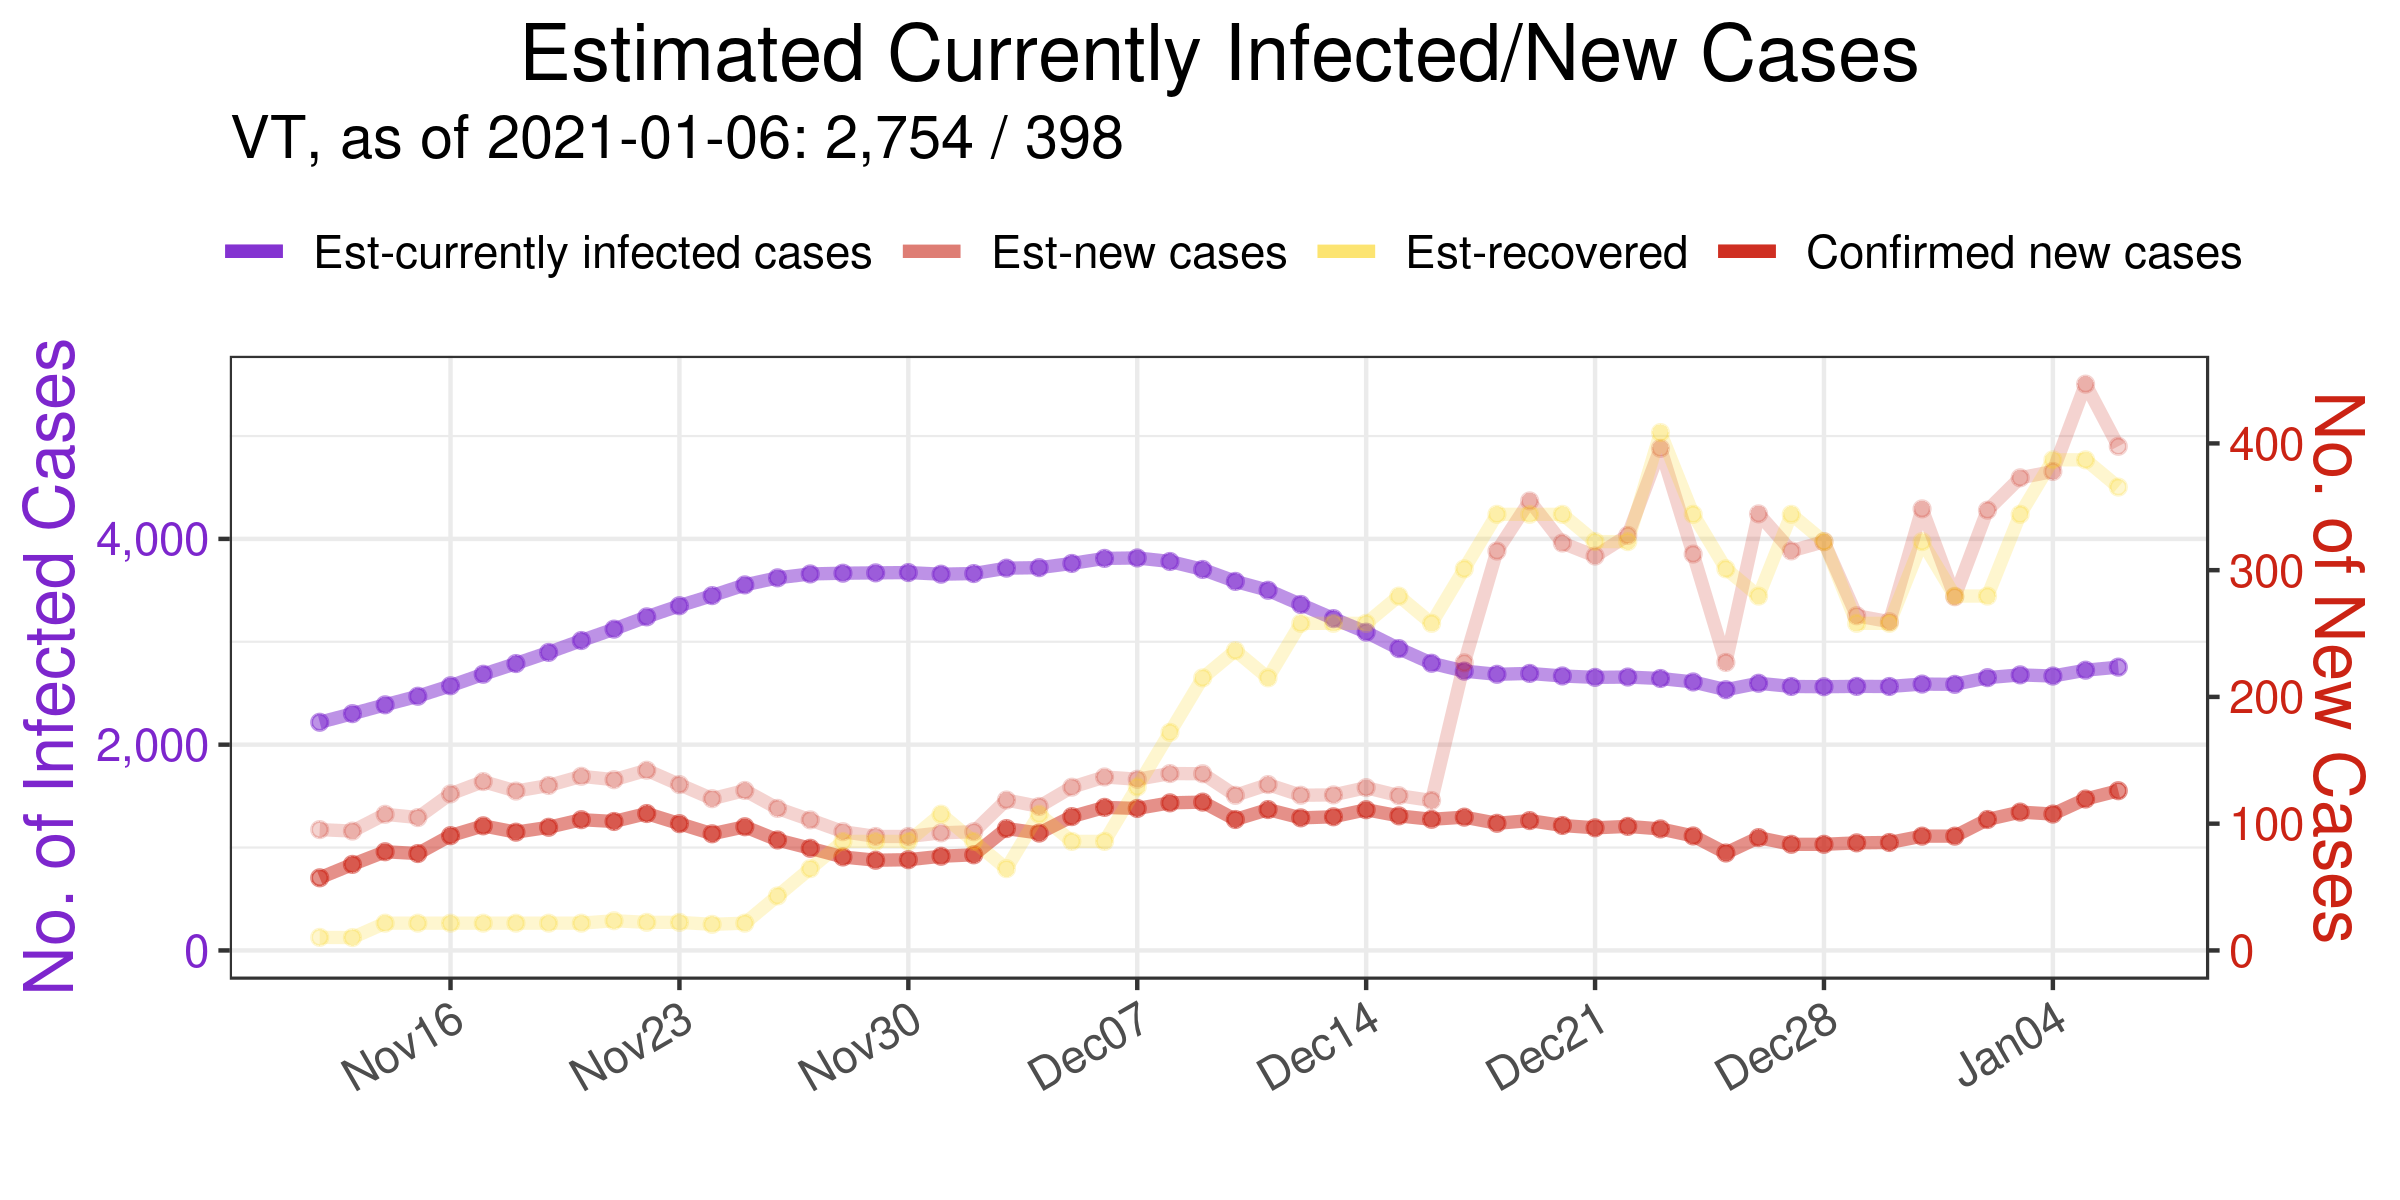 Estimated Currently Infected/New Cases
VT, as of 2021-01-06: 2,754 / 398
Est-currently infected cases Est-new cases Est-recovered Confirmed new cases
No. of Infected Cases
4,000
2,000
0
400
300
200
100
0
No. of New Cases
Nov16 Nov23 Nov30 Dec07 Dec14 Dec21 Dec28 Jan04